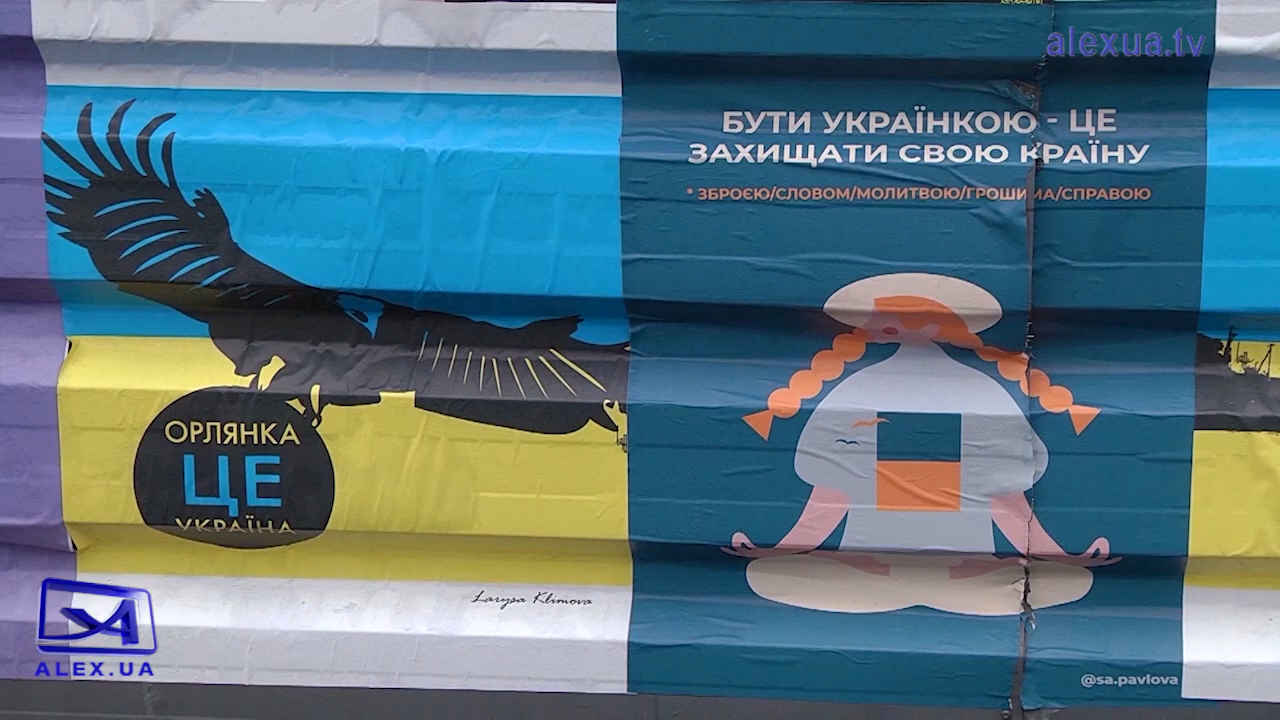 alexua.tv
БУТИ УКРАЇНКОЮ - ЦЕ
ЗАХИЩАТИ СВОЮ КРАЇНУ
* ЗБРОЄЮ/СЛОВОМ/МОЛИТВОЮ/ГРОШИМА/СПРАВОЮ
ОРЛЯНКА
ЦЕ
УКРАЇНА
Larysa Klimova
ALEX.UA
@sa.pavlova